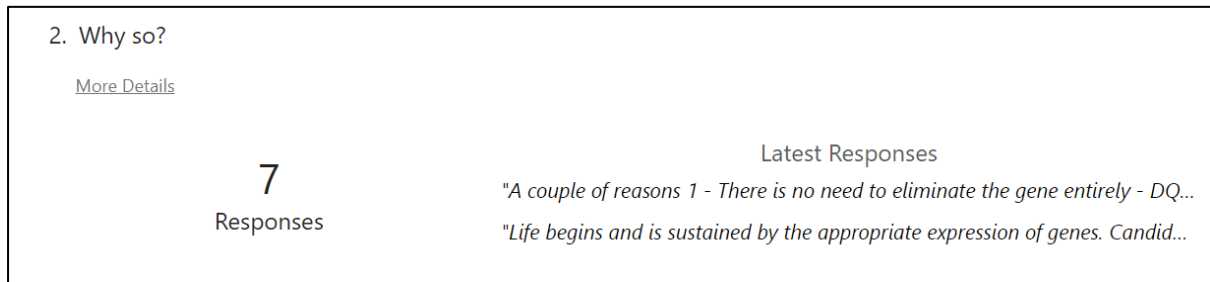 2. Why so?
More Details
7
Responses
Latest Responses
"A couple of reasons 1 - There is no need to eliminate the gene entirely - DQ...
"Life begins and is sustained by the appropriate expression of genes. Candid...